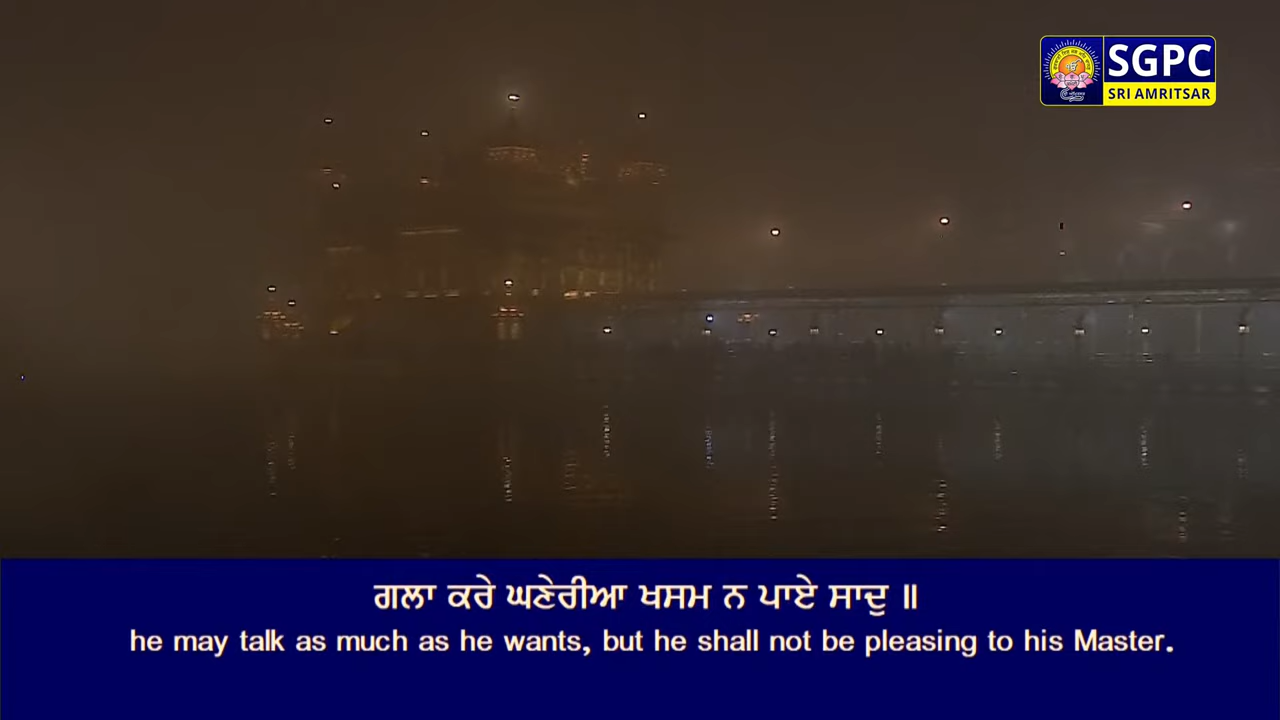 SGPC
SRI AMRITSAR
ਗਲਾ ਕਰੇ ਘਣੇਰੀਆ ਖਸਮ ਨ ਪਾਏ ਸਾਦੁ ॥
he may talk as much as he wants, but he shall not be pleasing to his Master.